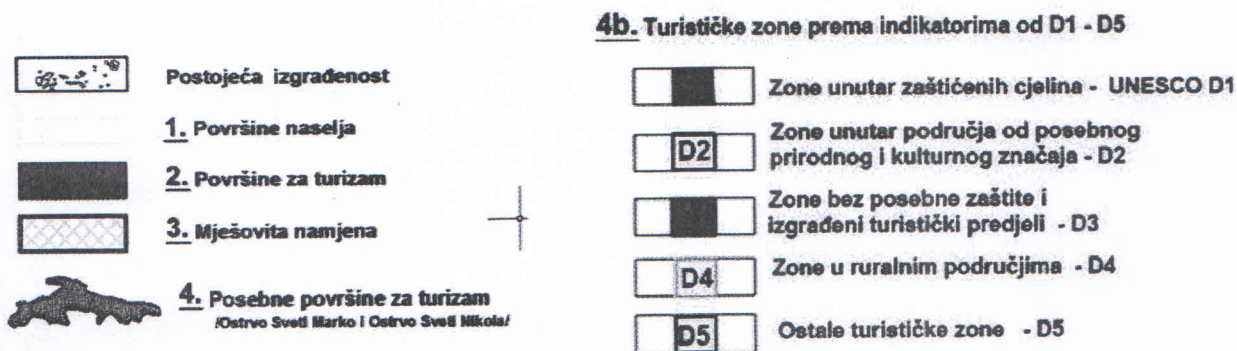 Postojeća izgrađenost
1. Površine naselja
2. Površine za turizam
3. Mješovita namjena
4. Posebne površine za turizam
/Ostrvo Sveti Marko i Ostrvo Sveti Nikola/
4b. Turističke zone prema indikatorima od D1 - D5
Zone unutar zaštićenih cjelina - UNESCO D1
D2
Zone unutar područja od posebnog
prirodnog i kulturnog značaja - D2
Zone bez posebne zaštite i
izgrađeni turistički predjeli - D3
D4
Zone u ruralnim područjima - D4
D5
Ostale turističke zone - D5